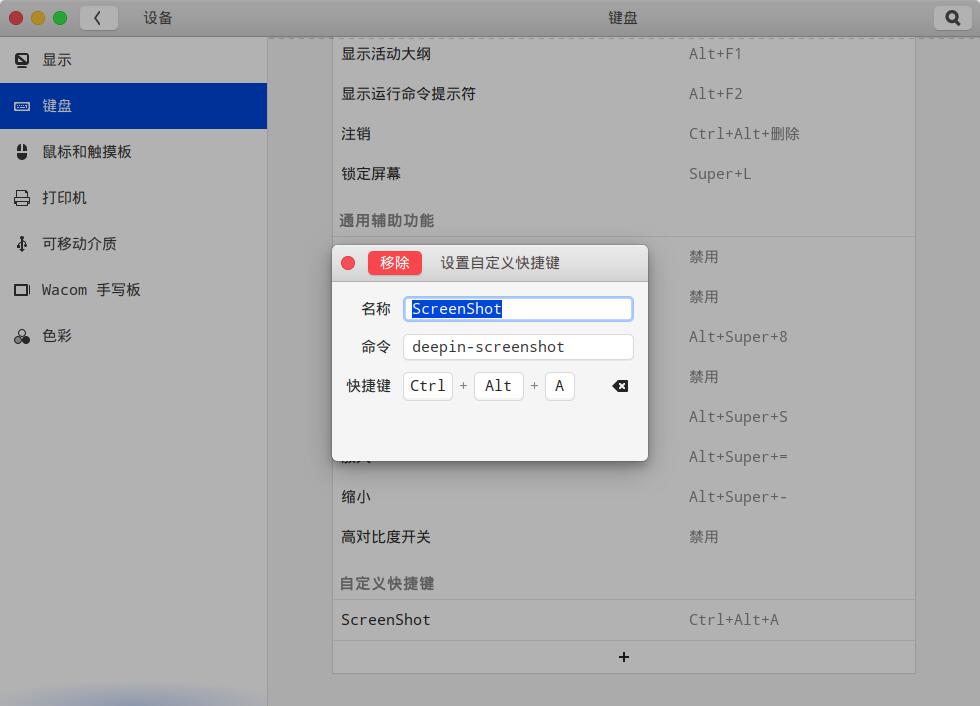 设备
键盘
显示
键盘
鼠标和触摸板
打印机
可移动介质
Wacom 手写板
色彩
显示活动大纲 Alt+F1
显示运行命令提示符 Alt+F2
注销 Ctrl+Alt+删除
锁定屏幕 Super+L
通用辅助功能
禁用
禁用
Alt+Super+8
禁用
Alt+Super+S
Alt+Super+=
缩小 Alt+Super+-
高对比度开关 禁用
自定义快捷键
ScreenShot Ctrl+Alt+A
+
移除 设置自定义快捷键
名称 ScreenShot
命令 deepin-screenshot
快捷键 Ctrl + Alt + A